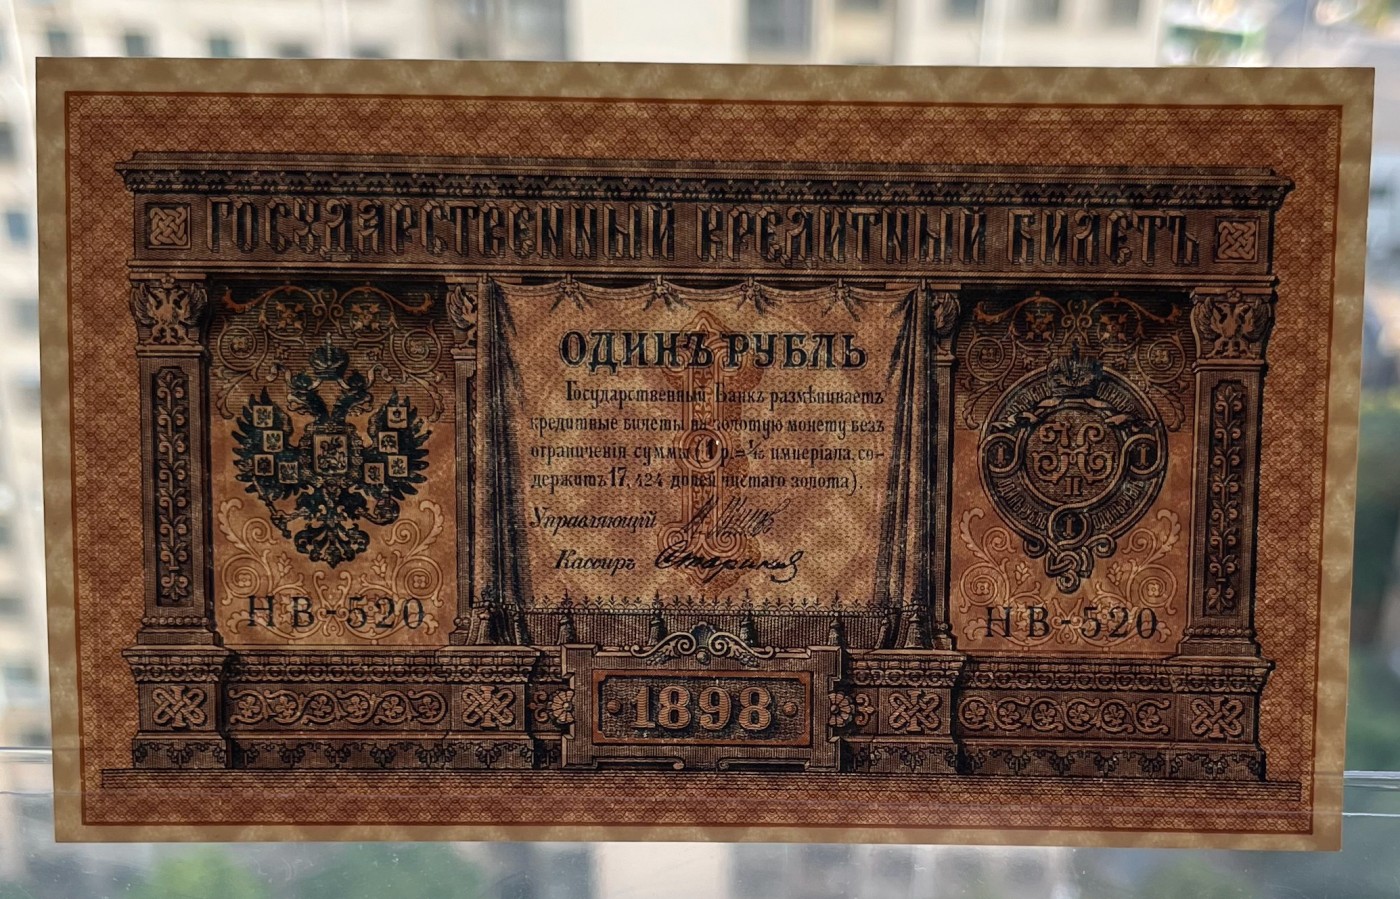 ГОСУДАРСТВЕННЫЙ КРЕДИТНЫЙ БИЛЕТЪ
ОДИНЪ РУБЛЬ
Государственный Банкъ размѣниваетъ
кредитные билеты на золотую монету безъ
ограниченія суммы (1 р.= 1/15 имперіала, со-
держитъ 17,424 долей чистаго золота).
Управляющій
Кассиръ Стариковъ
НВ-520
НВ-520
1898